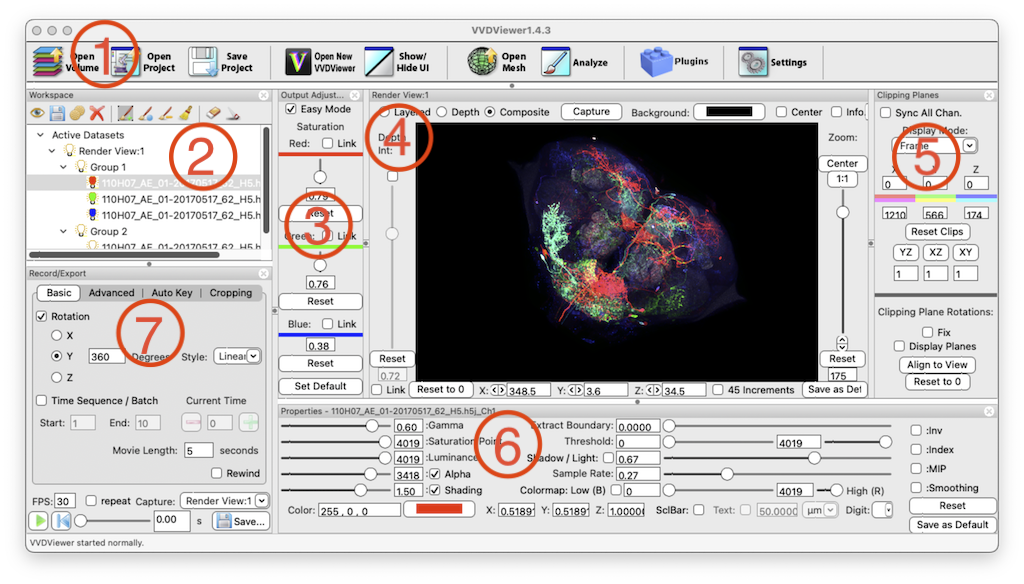 VVDViewer1.4.3
1
Open Volume
Open Project
Save Project
Open New VVDViewer
Show/ Hide UI
Open Mesh
Analyze
Plugins
Settings
Workspace
2
Active Datasets
Render View:1
Group 1
110H07_AE_01-20170517_62_H5.h
110H07_AE_01-20170517_62_H5.h
110H07_AE_01-20170517_62_H5.h
Group 2
110H07_AE_01-20170517_62_H5.h
Record/Export
7
Basic Advanced Auto Key Cropping
Rotation
X
Y 360 Degrees Style: Linear
Z
Time Sequence / Batch Current Time
Start: 1 End: 10 0
Movie Length: 5 seconds
Rewind
FPS: 30 repeat Capture: Render View:1
0.00 s Save...
VVDViewer started normally.
Output Adjust...
3
Easy Mode
Saturation
Red: Link
0.79
Reset
Green: Link
0.76
Reset
Blue: Link
0.38
Reset
Set Default
Render View:1
4
Layered Depth Composite Capture Background: Center Info.
Depth
Int:
Reset
0.72
Link Reset to 0 X: <> 348.5 Y: <> 3.6 Z: <> 34.5 45 Increments Save as Def
Zoom:
Center
1:1
Reset
175
Clipping Planes
5
Sync All Chan.
Display Mode:
Frame
X Z
0 0 0
1210 566 174
Reset Clips
YZ XZ XY
1 1 1
Clipping Plane Rotations:
Fix
Display Planes
Align to View
Reset to 0
Properties - 110H07_AE_01-20170517_62_H5.h5j_Ch1
6
0.60 :Gamma Extract Boundary: 0.0000 :Inv
4019 :Saturation Point Threshold: 0 4019 :Index
4019 :Luminance Shadow / Light: 0.67 :MIP
3418 : Alpha Sample Rate: 0.27 :Smoothing
1.50 : Shading Colormap: Low (B) 0 4019 High (R) Reset
Color: 255 , 0 , 0 X: 0.5189 Y: 0.5189 Z: 1.0000 SclBar: Text: 50.0000 µm Digit: Save as Default